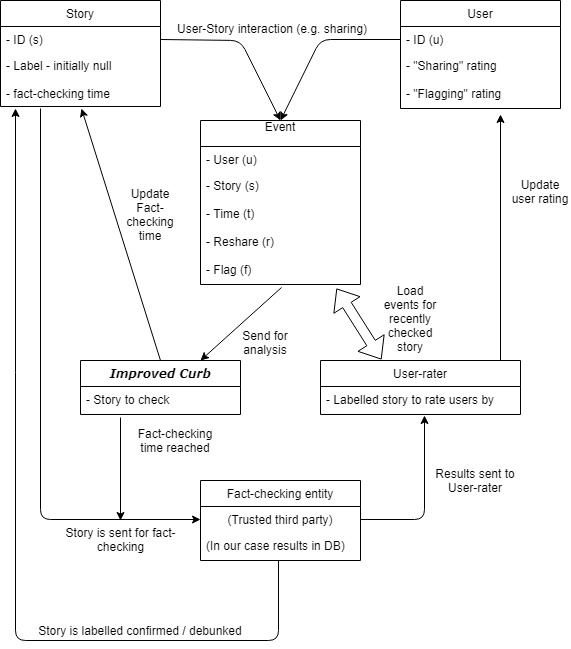 Story
- ID (s)
- Label - initially null
- fact-checking time
User-Story interaction (e.g. sharing)
User
- ID (u)
- "Sharing" rating
- "Flagging" rating
Event
- User (u)
- Story (s)
- Time (t)
- Reshare (r)
- Flag (f)
Update
Fact-
checking
time
Update
user rating
Load
events for
recently
checked
story
Send for
analysis
Improved Curb
- Story to check
User-rater
- Labelled story to rate users by
Fact-checking
time reached
Results sent to
User-rater
Fact-checking entity
(Trusted third party)
(In our case results in DB)
Story is sent for fact-
checking
Story is labelled confirmed / debunked